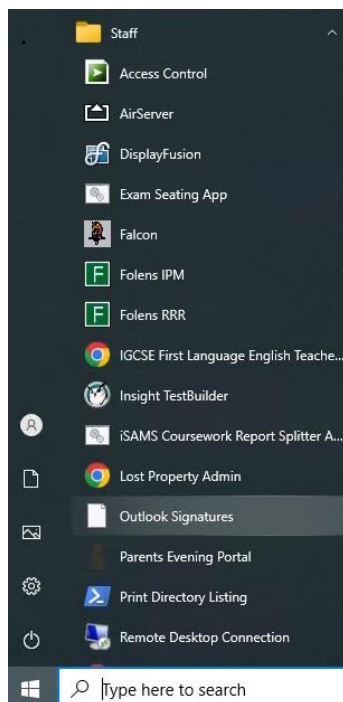 Staff
Access Control
AirServer
DisplayFusion
Exam Seating App
Falcon
F Folens IPM
F Folens RRR
IGCSE First Language English Teache...
Insight TestBuilder
iSAMS Coursework Report Splitter A...
Lost Property Admin
Outlook Signatures
Parents Evening Portal
Print Directory Listing
Remote Desktop Connection
Type here to search